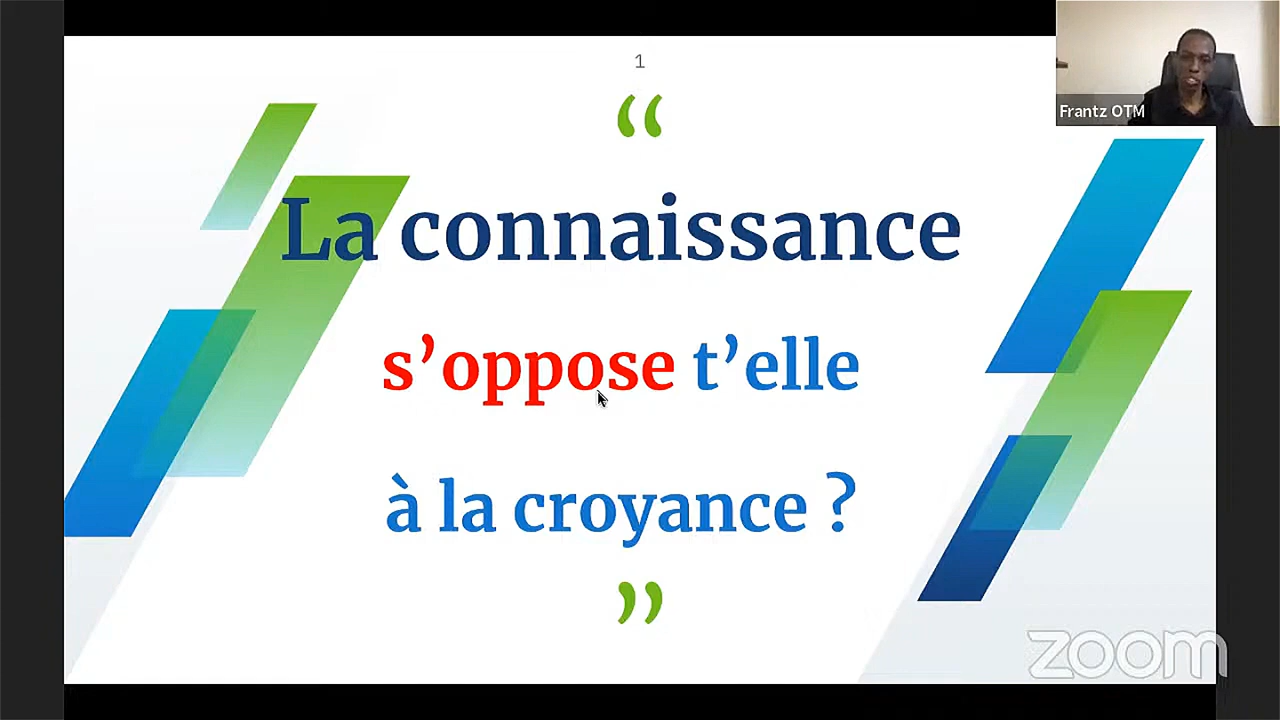 1
“
La connaissance
s’oppose t’elle
à la croyance ?
”
Frantz OTM
zoom